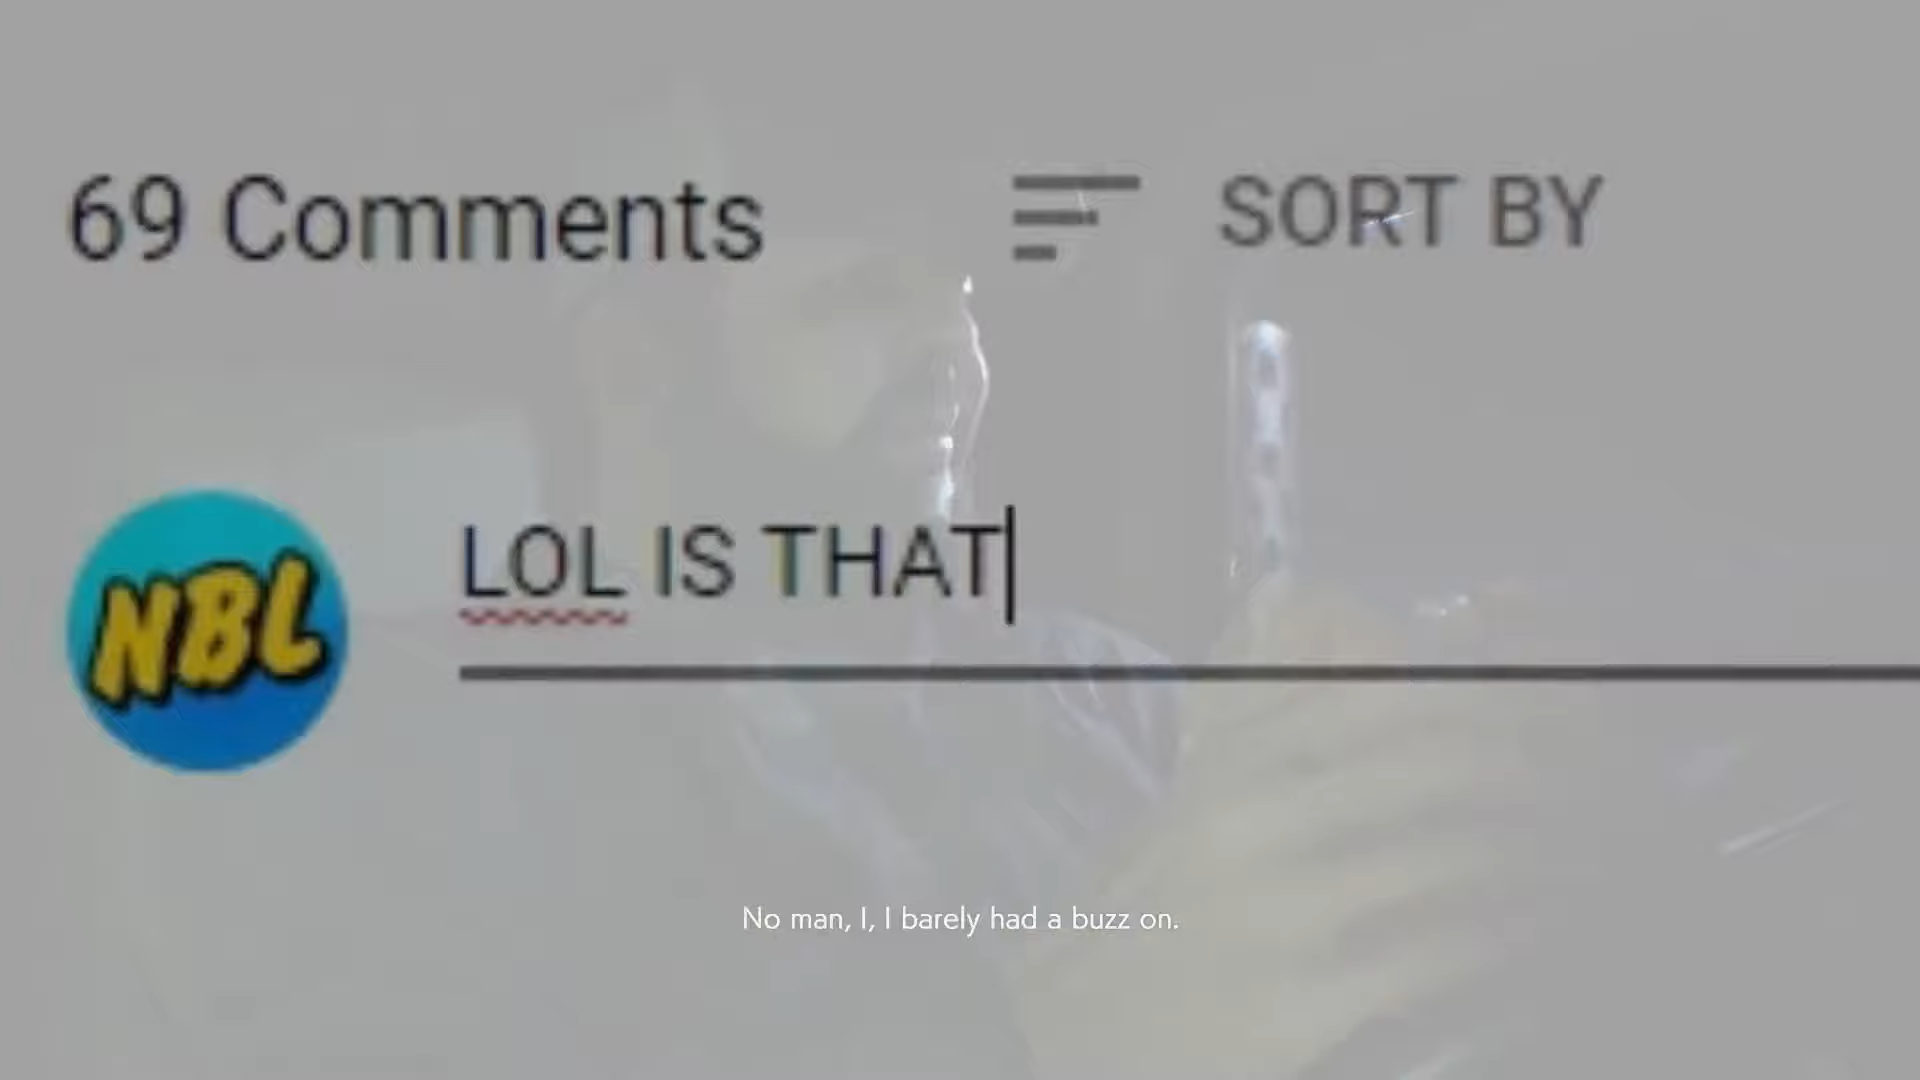 69 Comments
SORT BY
NBL
LOL IS THAT
No man, I, I barely had a buzz on.